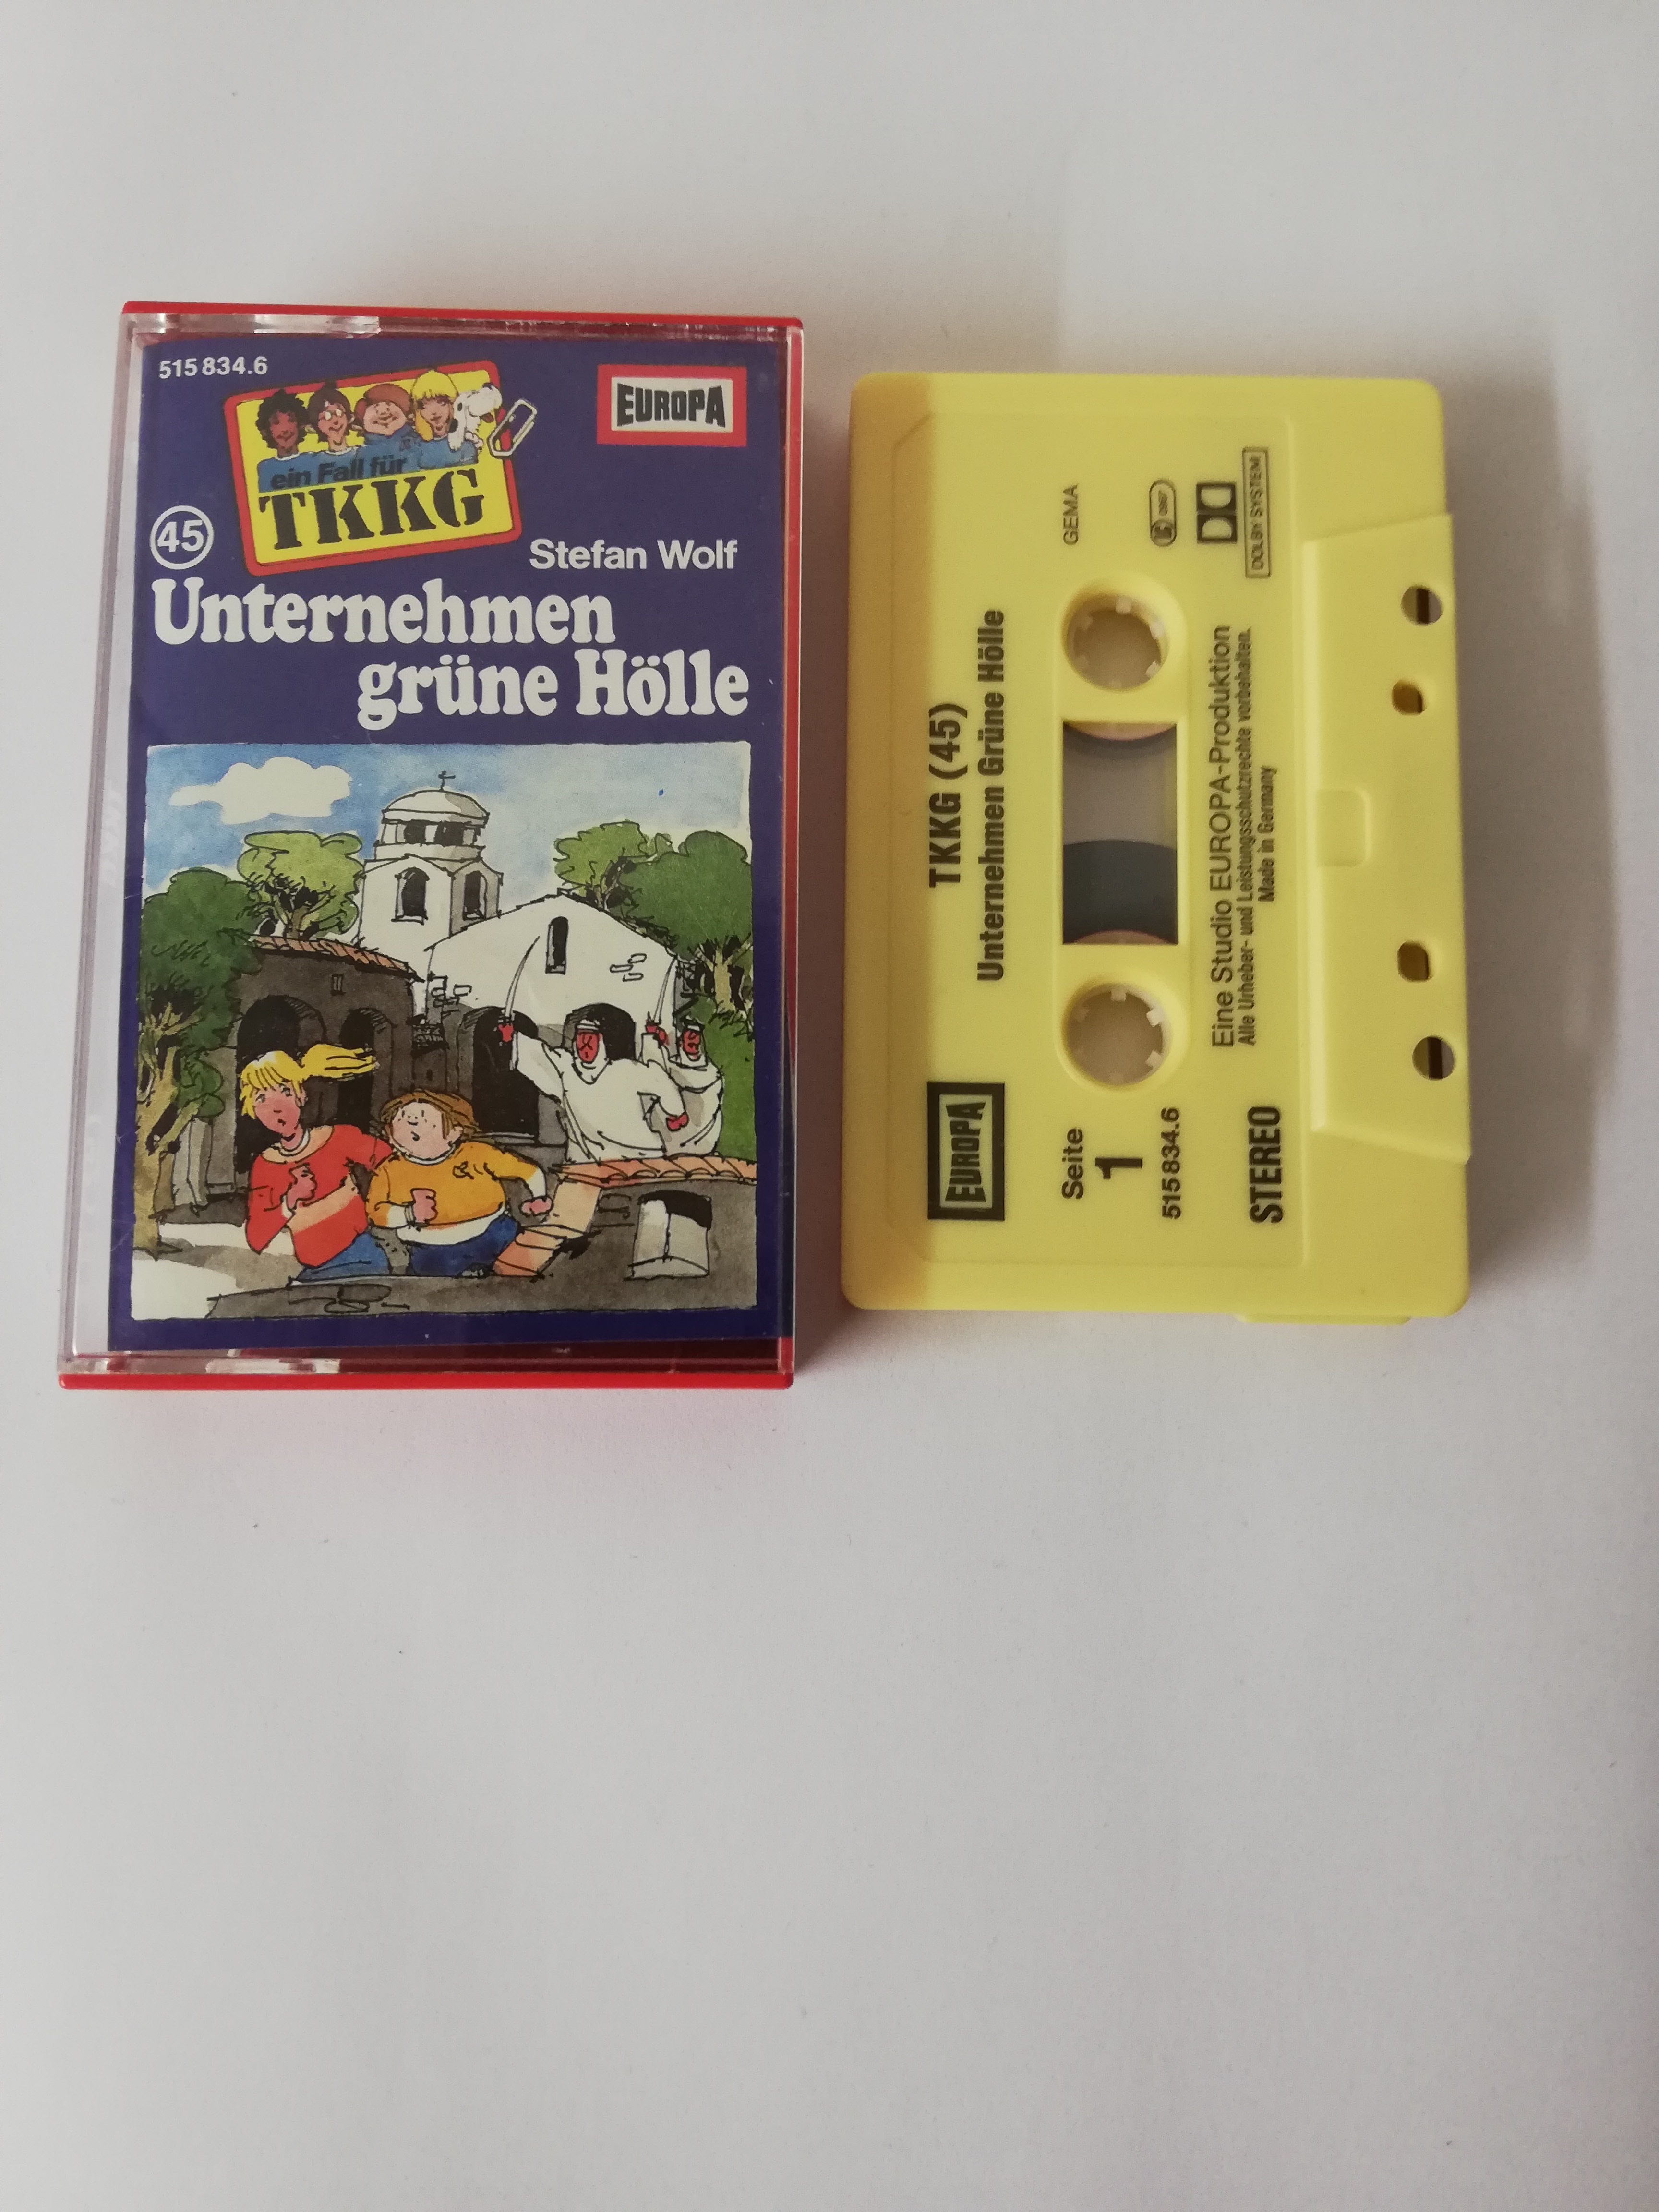 515 834.6
EUROPA
ein Fall für
TKKG
45
Stefan Wolf
Unternehmen
grüne Hölle
EUROPA
TKKG (45)
Unternehmen Grüne Hölle
Seite
1
515834.6
GEMA
STEREO
Eine Studio EUROPA-Produktion
Alle Urheber- und Leistungsschutzrechte vorbehalten.
Made in Germany
DOLBY SYSTEM